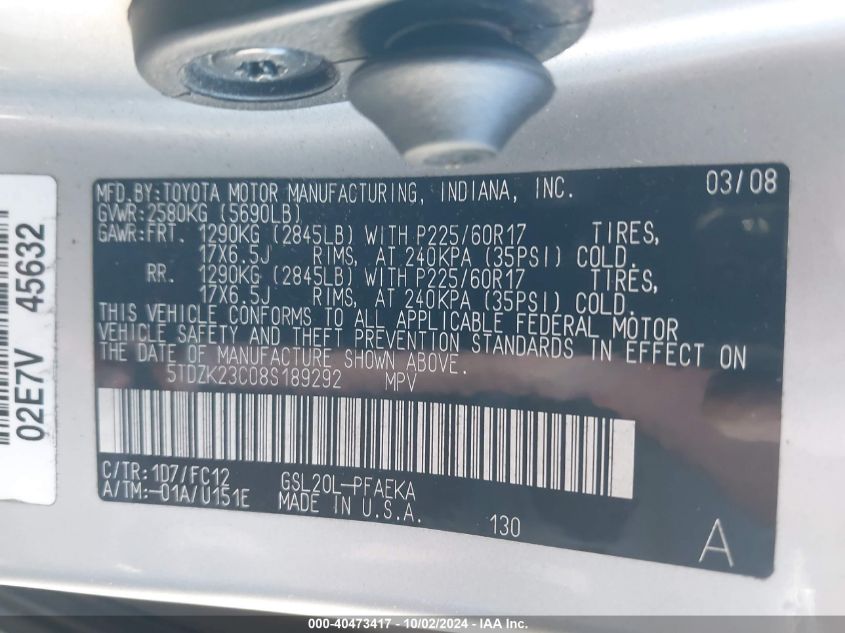 MFD.BY:TOYOTA MOTOR MANUFACTURING, INDIANA, INC. 03/08
GVWR:2580KG (5690LB)
GAWR:FRT. 1290KG (2845LB) WITH P225/60R17 TIRES,
17X6.5J RIMS, AT 240KPA (35PSI) COLD.
RR. 1290KG (2845LB) WITH P225/60R17 TIRES,
17X6.5J RIMS, AT 240KPA (35PSI) COLD.
THIS VEHICLE CONFORMS TO ALL APPLICABLE FEDERAL MOTOR
VEHICLE SAFETY AND THEFT PREVENTION STANDARDS IN EFFECT ON
THE DATE OF MANUFACTURE SHOWN ABOVE.
5TDZK23C08S189292 MPV
C/TR:1D7/FC12 GSL20L-PFAEKA
A/TM:-01A/U151E MADE IN U.S.A.
130
A
02E7V 45632
000-40473417 - 10/02/2024 - Copyright © IAA, LLC.